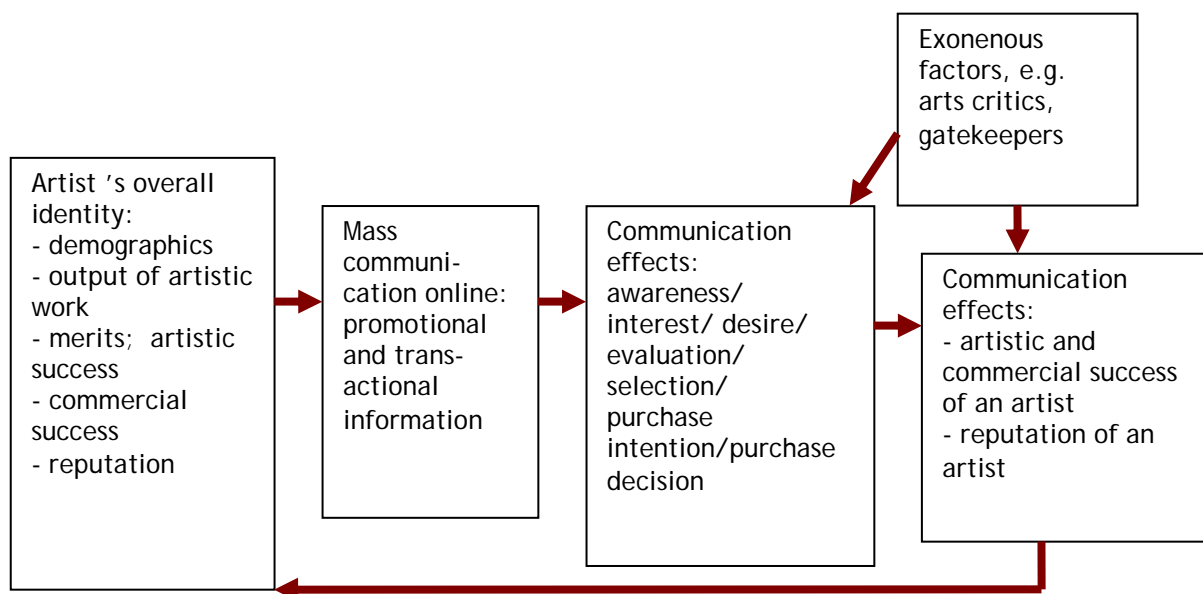 Exonenous
factors, e.g.
arts critics,
gatekeepers
Artist 's overall
identity:
- demographics
- output of artistic
work
- merits; artistic
success
- commercial
success
- reputation
Mass
communi-
cation online:
promotional
and trans-
actional
information
Communication
effects:
awareness/
interest/ desire/
evaluation/
selection/
purchase
intention/purchase
decision
Communication
effects:
- artistic and
commercial success
of an artist
- reputation of an
artist